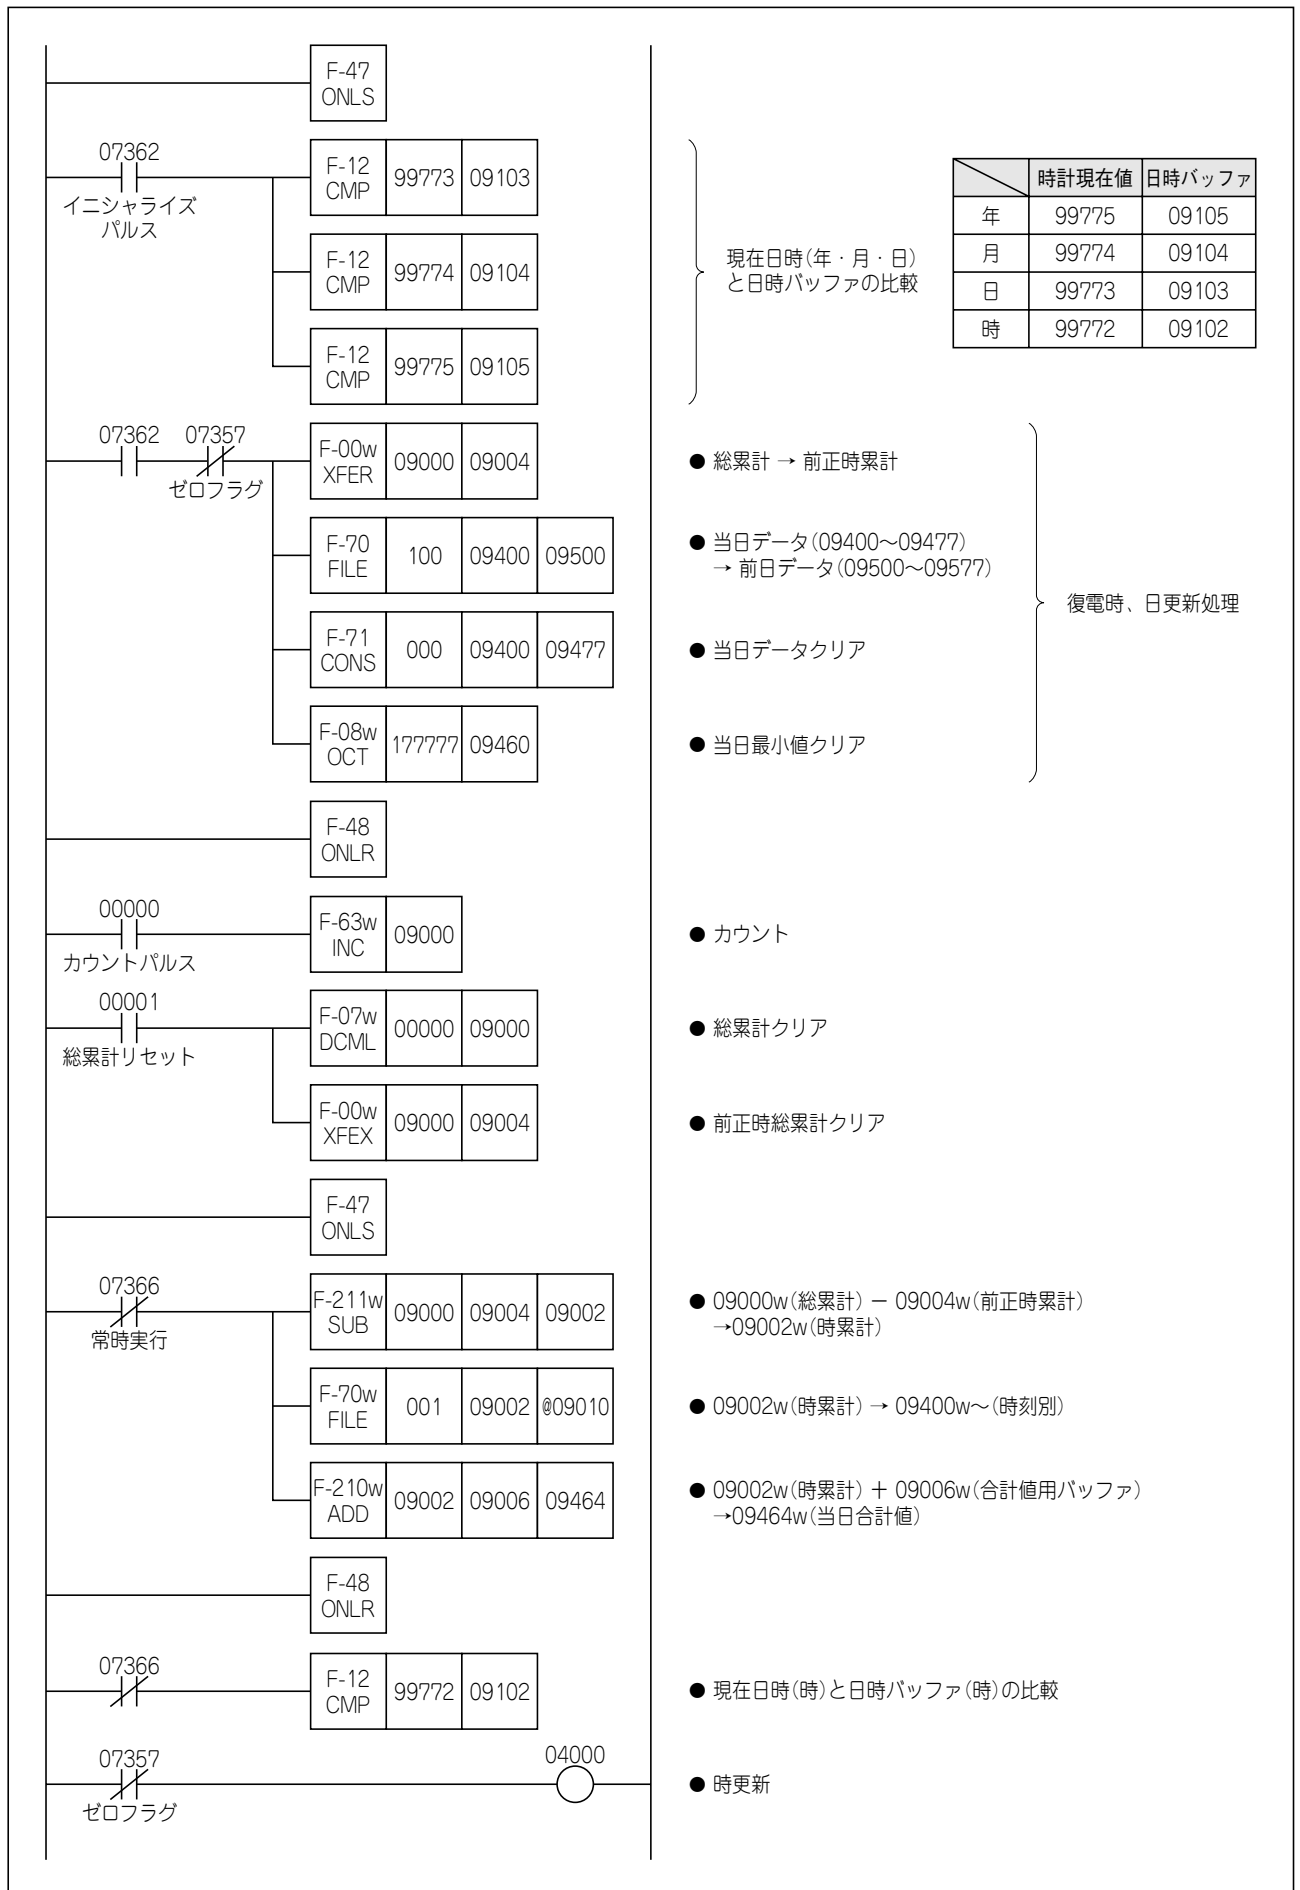 F-47
ONLS
07362
イニシャライズ
パルス
F-12
CMP
99773
09103
F-12
CMP
99774
09104
F-12
CMP
99775
09105
現在日時(年・月・日)
と日時バッファの比較
時計現在値
日時バッファ
年
99775
09105
月
99774
09104
日
99773
09103
時
99772
09102
07362
07357
ゼロフラグ
F-00w
XFER
09000
09004
● 総累計 → 前正時累計
F-70
FILE
100
09400
09500
● 当日データ(09400〜09477)
→ 前日データ(09500〜09577)
復電時、日更新処理
F-71
CONS
000
09400
09477
● 当日データクリア
F-08w
OCT
177777
09460
● 当日最小値クリア
F-48
ONLR
00000
カウントパルス
F-63w
INC
09000
● カウント
00001
総累計リセット
F-07w
DCML
00000
09000
● 総累計クリア
F-00w
XFEX
09000
09004
● 前正時総累計クリア
F-47
ONLS
07366
常時実行
F-211w
SUB
09000
09004
09002
● 09000w(総累計) − 09004w(前正時累計)
→09002w(時累計)
F-70w
FILE
001
09002
@09010
● 09002w(時累計) → 09400w〜(時刻別)
F-210w
ADD
09002
09006
09464
● 09002w(時累計) + 09006w(合計値用バッファ)
→09464w(当日合計値)
F-48
ONLR
07366
F-12
CMP
99772
09102
● 現在日時(時)と日時バッファ(時)の比較
07357
ゼロフラグ
04000
● 時更新